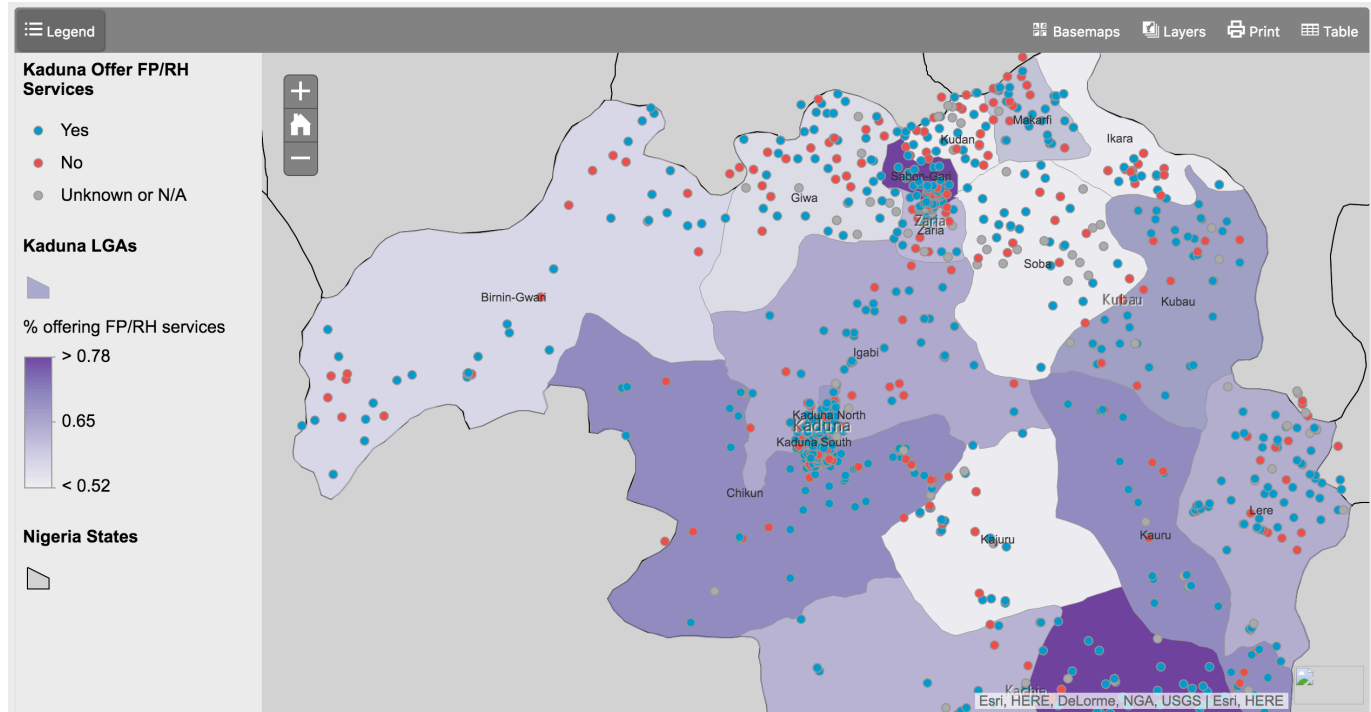 Legend
Basemaps
Layers
Print
Table
Kaduna Offer FP/RH
Services
Yes
No
Unknown or N/A
Kaduna LGAs
% offering FP/RH services
> 0.78
0.65
< 0.52
Nigeria States
Makarfi
Kudan
Ikara
Sabon-Gari
Giwa
Zaria
Zaria
Soba
Birnin-Gwari
Kubau
Kubau
Igabi
Kaduna North
Kaduna
Kaduna South
Chikun
Lere
Kajuru
Kauru
Kachia
Esri, HERE, DeLorme, NGA, USGS | Esri, HERE